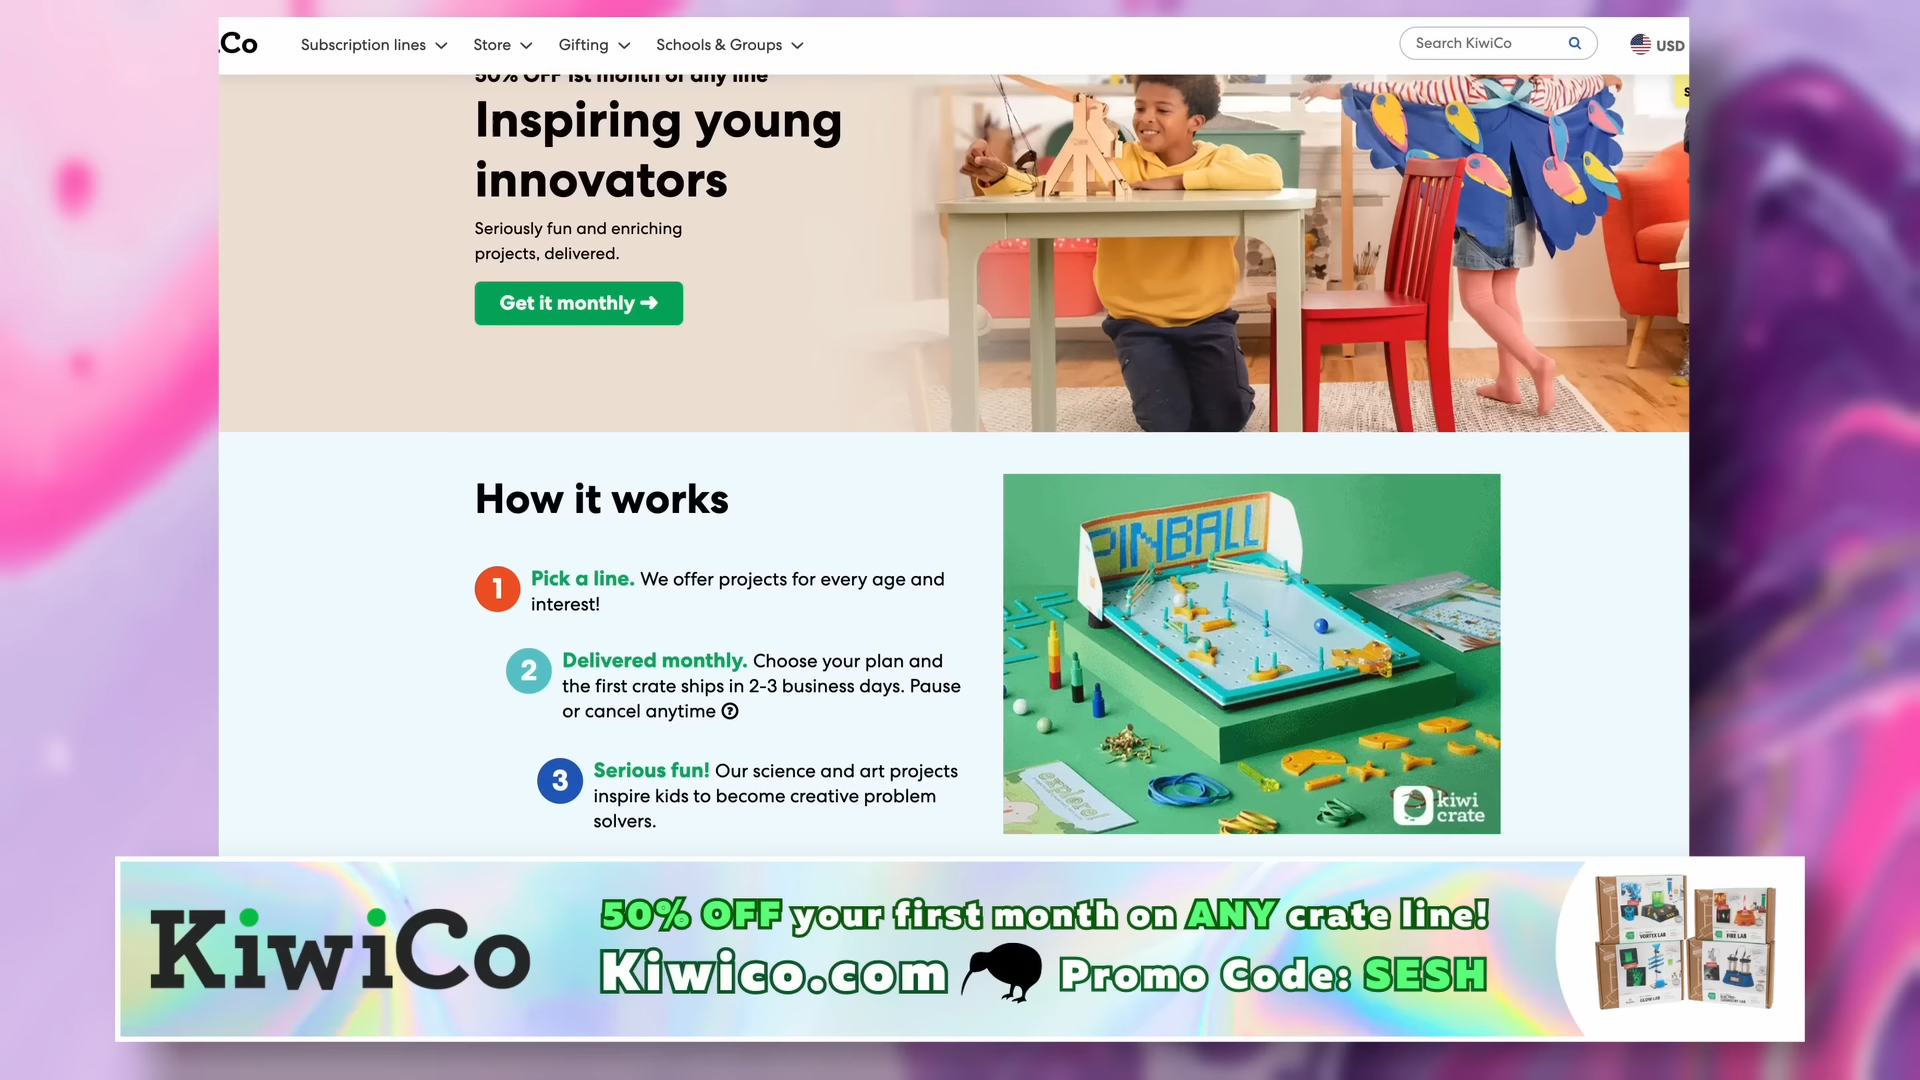 .Co
Subscription lines
Store
Gifting
Schools & Groups
Search KiwiCo
USD
50% OFF 1st month of any line
Inspiring young
innovators
Seriously fun and enriching
projects, delivered.
Get it monthly →
How it works
1
Pick a line. We offer projects for every age and
interest!
2
Delivered monthly. Choose your plan and
the first crate ships in 2-3 business days. Pause
or cancel anytime ?
3
Serious fun! Our science and art projects
inspire kids to become creative problem
solvers.
PINBALL
explore!
kiwi
crate
KiwiCo
50% OFF your first month on ANY crate line!
Kiwico.com Promo Code: SESH
VORTEX LAB
FIRE LAB
GLOW LAB